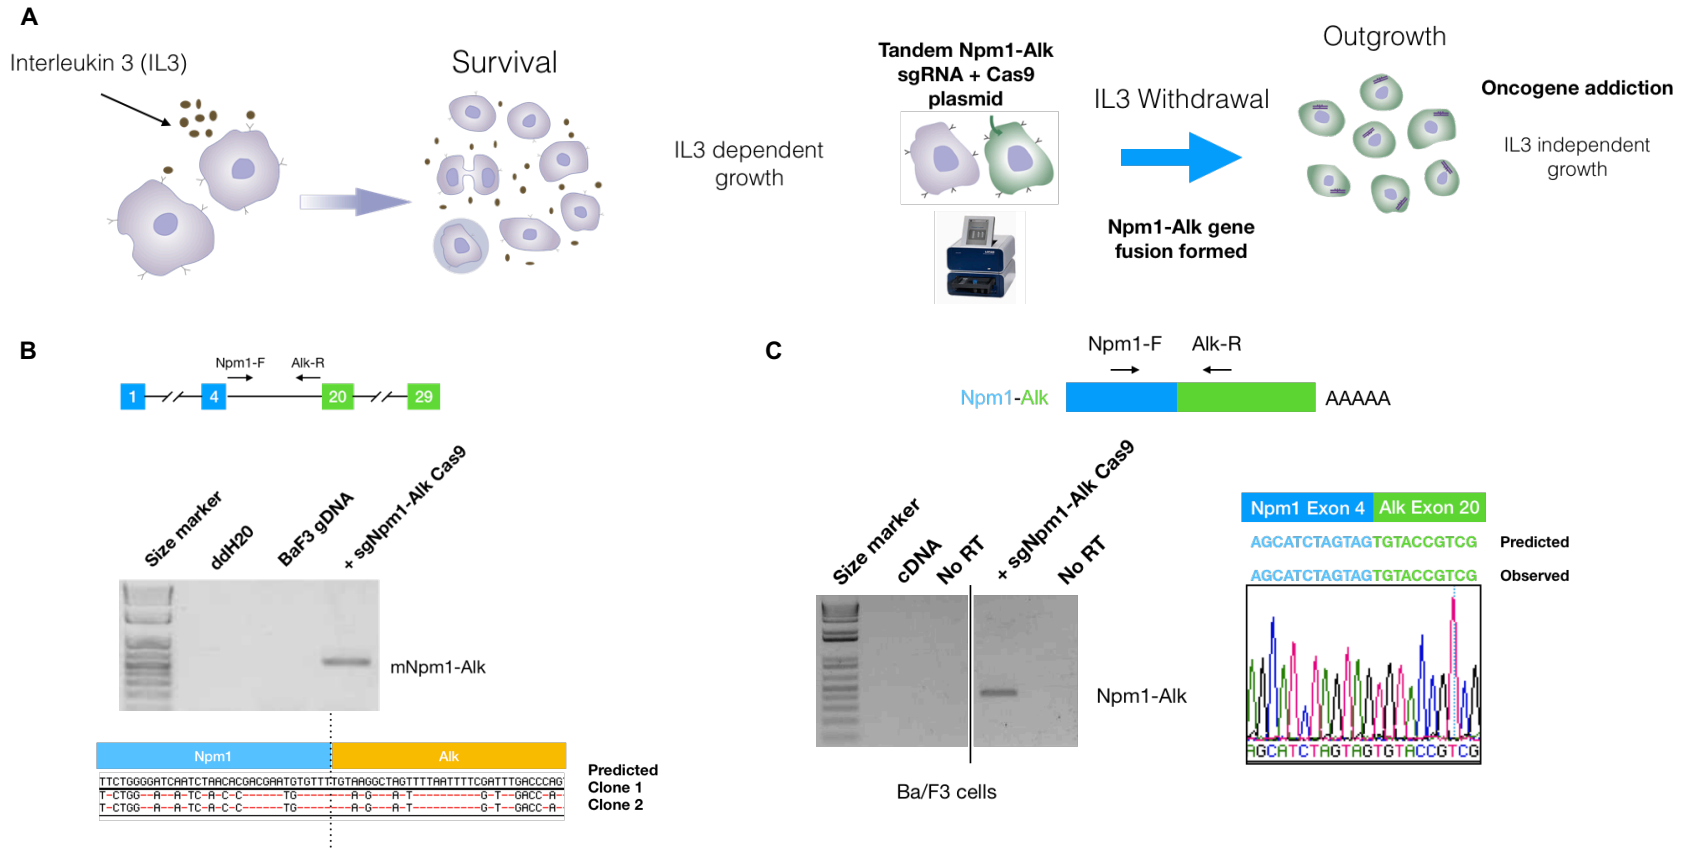 A
Interleukin 3 (IL3)
Survival
IL3 dependent
growth
Tandem Npm1-Alk
sgRNA + Cas9
plasmid
IL3 Withdrawal
Npm1-Alk gene
fusion formed
Outgrowth
Oncogene addiction
IL3 independent
growth
B
Npm1-F
Alk-R
1
4
20
29
Size marker
ddH20
BaF3 gDNA
+ sgNpm1-Alk Cas9
mNpm1-Alk
Npm1
Alk
Predicted
Clone 1
Clone 2
C
Npm1-F
Alk-R
Npm1-Alk
AAAAA
Size marker
cDNA
No RT
+ sgNpm1-Alk Cas9
No RT
Npm1-Alk
Ba/F3 cells
Npm1 Exon 4
Alk Exon 20
AGCATCTAGTAGTGTACCGTCG
Predicted
AGCATCTAGTAGTGTACCGTCG
Observed
AGCATCTAGTAGTGTACCGTCG